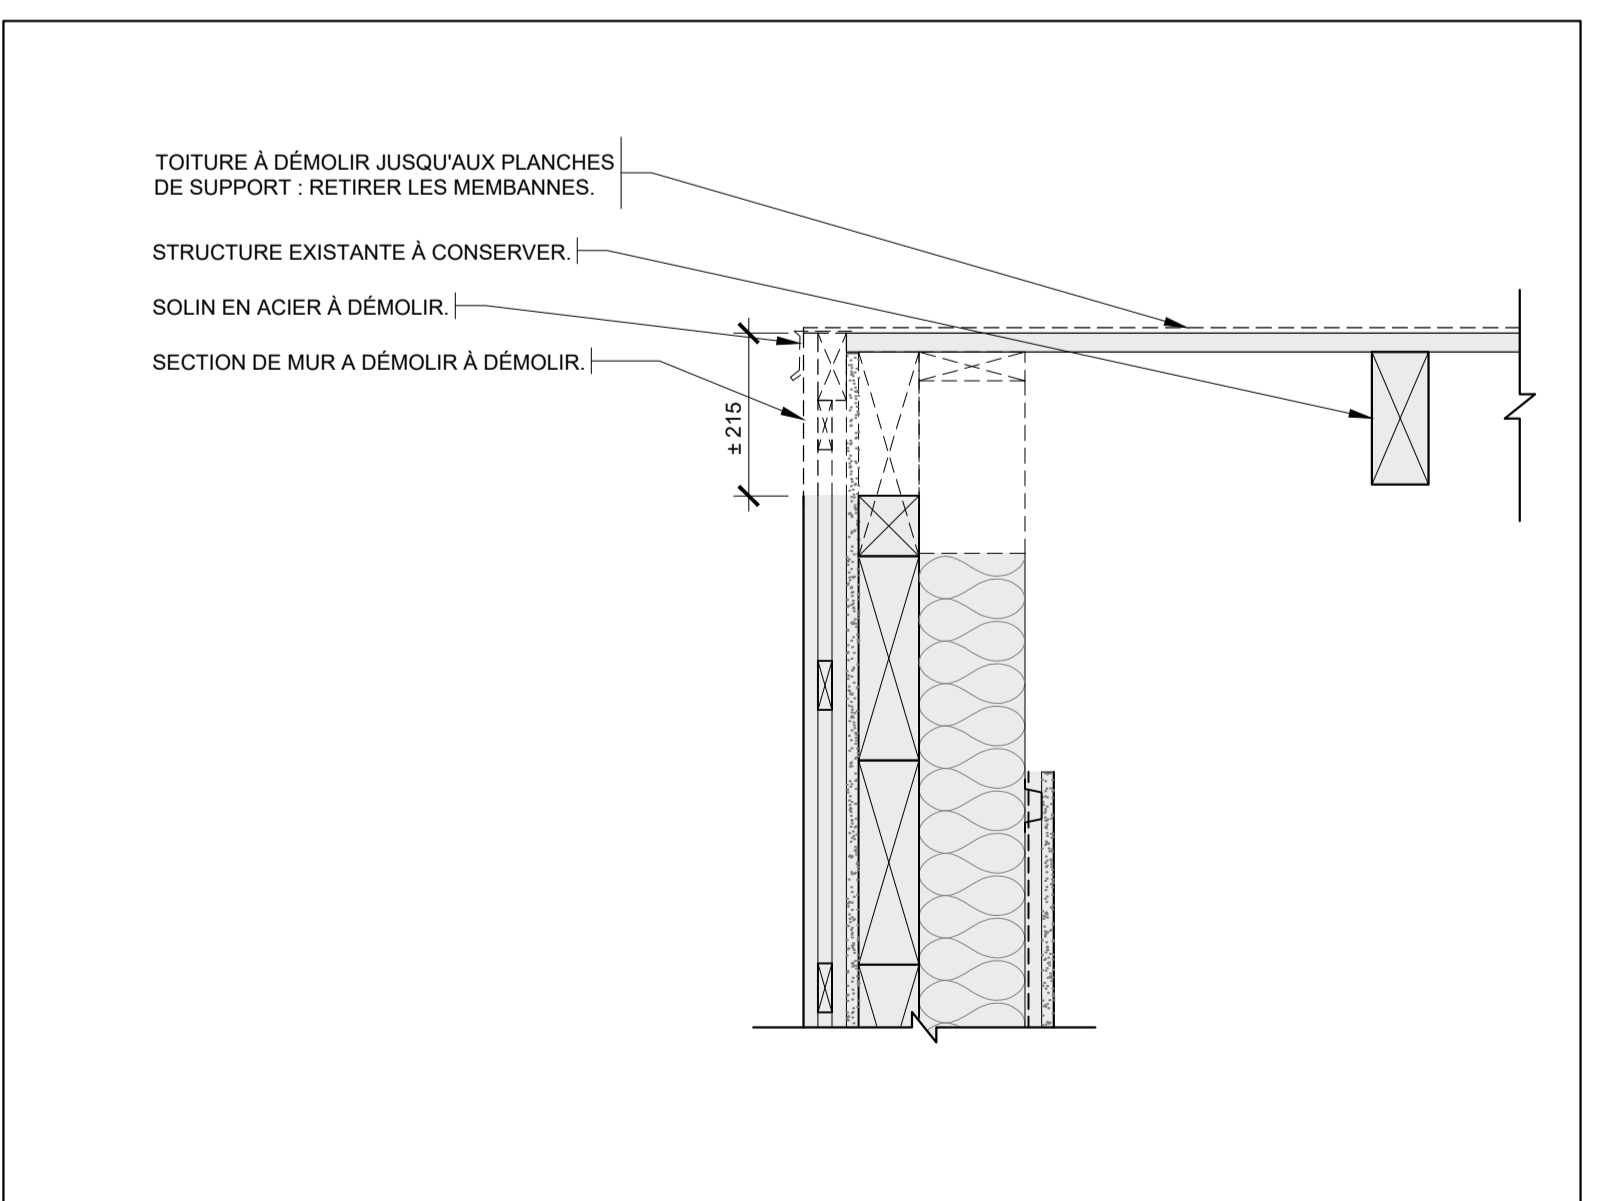 TOITURE À DÉMOLIR JUSQU'AUX PLANCHES
DE SUPPORT : RETIRER LES MEMBANNES.
STRUCTURE EXISTANTE À CONSERVER.
SOLIN EN ACIER À DÉMOLIR.
SECTION DE MUR A DÉMOLIR À DÉMOLIR.
± 215